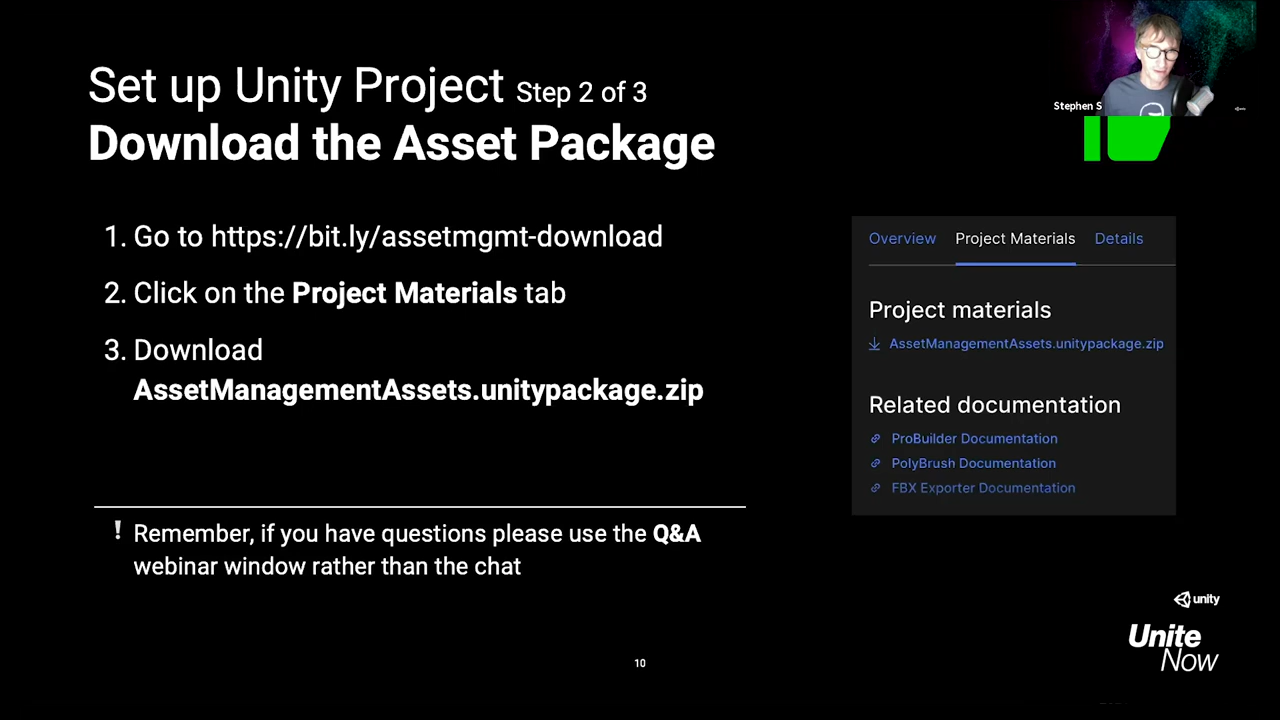 Set up Unity Project Step 2 of 3
Download the Asset Package
Stephen S
1. Go to https://bit.ly/assetmgmt-download
2. Click on the Project Materials tab
3. Download
AssetManagementAssets.unitypackage.zip
Overview Project Materials Details
Project materials
AssetManagementAssets.unitypackage.zip
Related documentation
ProBuilder Documentation
PolyBrush Documentation
FBX Exporter Documentation
! Remember, if you have questions please use the Q&A
webinar window rather than the chat
unity
Unite
Now
10